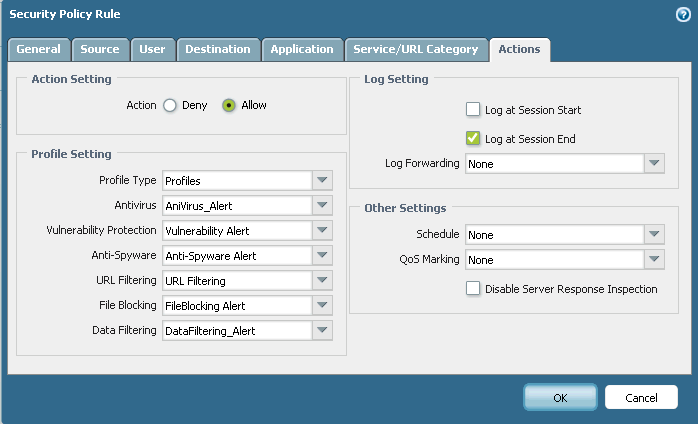 Security Policy Rule
General Source User Destination Application Service/URL Category Actions
Action Setting
Action Deny Allow
Profile Setting
Profile Type Profiles
Antivirus AniVirus_Alert
Vulnerability Protection Vulnerability Alert
Anti-Spyware Anti-Spyware Alert
URL Filtering URL Filtering
File Blocking FileBlocking Alert
Data Filtering DataFiltering_Alert
Log Setting
Log at Session Start
Log at Session End
Log Forwarding None
Other Settings
Schedule None
QoS Marking None
Disable Server Response Inspection
OK Cancel